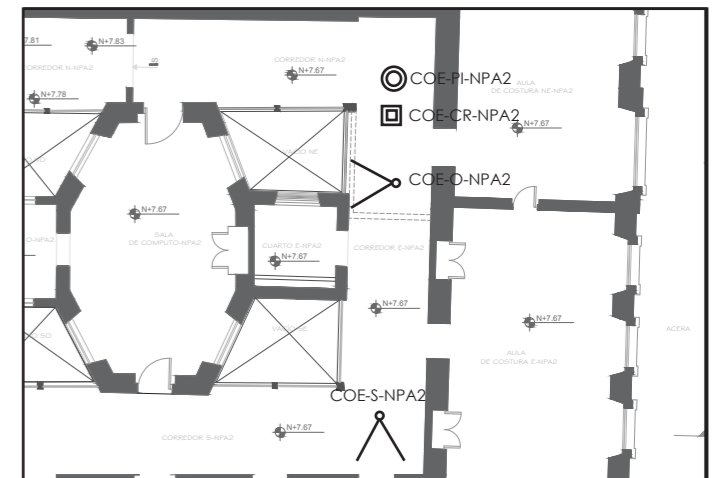 7.81
N+7.83
CORREDOR N-NPA2
N+7.78
CORREDOR N-NPA2
N+7.67
COE-PI-NPA2
COE-CR-NPA2
AULA
DE COSTURA NE-NPA2
N+7.67
VACIO NE
COE-O-NPA2
N+7.67
SALA
DE COMPUTO-NPA2
O-NPA2
CUARTO E-NPA2
N+7.67
CORREDOR E-NPA2
N+7.67
N+7.67
VACIO SE
SO
AULA
DE COSTURA E-NPA2
ACERA
COE-S-NPA2
N+7.67
CORREDOR S-NPA2